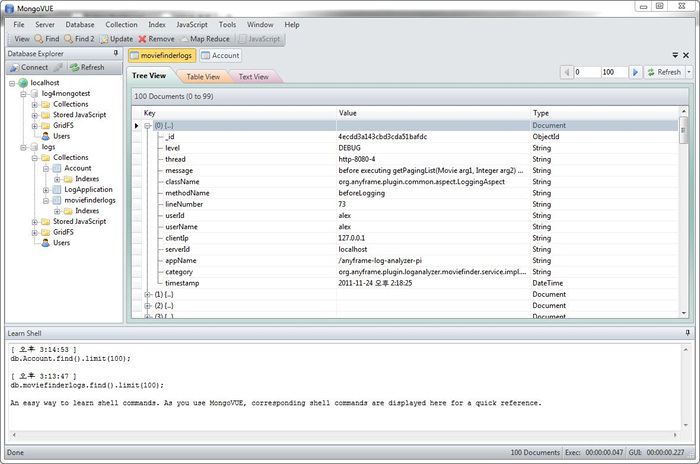 MongoVUE
File Server Database Collection Index JavaScript Tools Window Help
View Find Find 2 Update Remove Map Reduce JavaScript
Database Explorer
Connect Refresh
localhost
log4mongotest
Collections
Stored JavaScript
GridFS
Users
logs
Collections
Account
Indexes
LogApplication
moviefinderlogs
Indexes
Stored JavaScript
GridFS
Users
moviefinderlogs Account
Tree View Table View Text View
0 100 Refresh
100 Documents (0 to 99)
Key Value Type
(0) {..} Document
_id 4ecdd3a143cbd3cda51bafdc ObjectId
level DEBUG String
thread http-8080-4 String
message before executing getPagingList(Movie arg1, Integer arg2) ... String
className org.anyframe.plugin.common.aspect.LoggingAspect String
methodName beforeLogging String
lineNumber 73 String
userId alex String
userName alex String
clientIp 127.0.0.1 String
serverId localhost String
appName /anyframe-log-analyzer-pi String
category org.anyframe.plugin.loganalyzer.moviefinder.service.impl.... String
timestamp 2011-11-24 오후 2:18:25 DateTime
(1) {..} Document
(2) {..} Document
(3) {..} Document
Learn Shell
[ 오후 3:14:53 ]
db.Account.find().limit(100);
[ 오후 3:13:47 ]
db.moviefinderlogs.find().limit(100);
An easy way to learn shell commands. As you use MongoVUE, corresponding shell commands are displayed here for a quick reference.
Done 100 Documents Exec: 00:00:00.047 GUI: 00:00:00.227